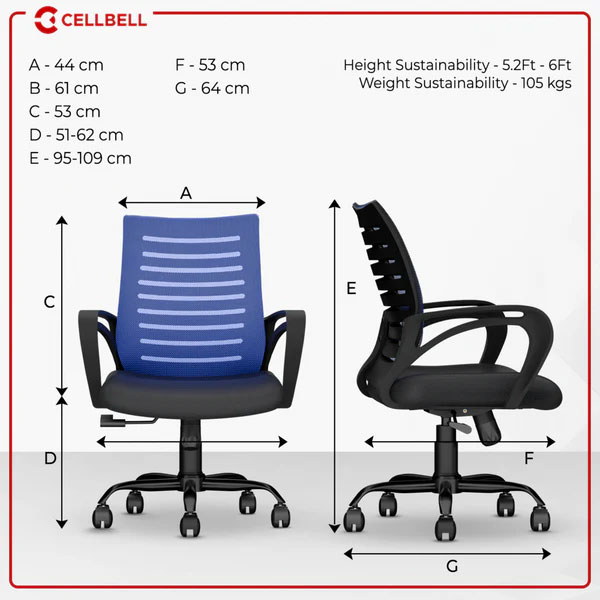 CELLBELL
A - 44 cm
B - 61 cm
C - 53 cm
D - 51-62 cm
E - 95-109 cm
F - 53 cm
G - 64 cm
Height Sustainability - 5.2Ft - 6Ft
Weight Sustainability - 105 kgs
A
C
E
D
F
G